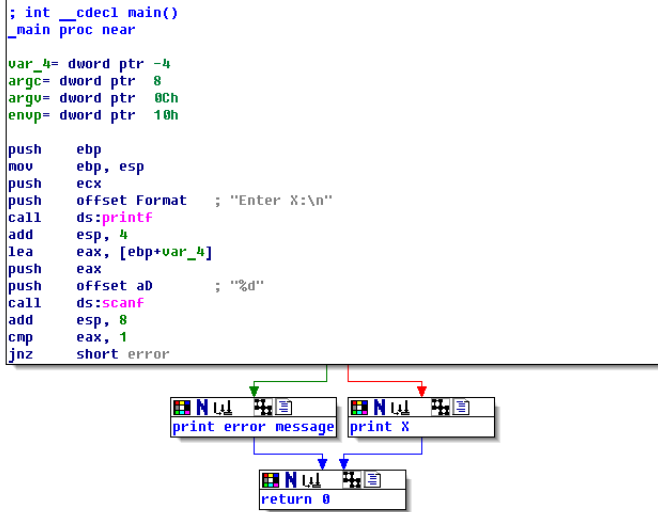 ; int __cdecl main()
_main proc near
var_4= dword ptr -4
argc= dword ptr  8
argv= dword ptr  0Ch
envp= dword ptr  10h
push    ebp
mov     ebp, esp
push    ecx
push    offset Format   ; "Enter X:\n"
call    ds:printf
add     esp, 4
lea     eax, [ebp+var_4]
push    eax
push    offset aD       ; "%d"
call    ds:scanf
add     esp, 8
cmp     eax, 1
jnz     short error
print error message
print X
return 0